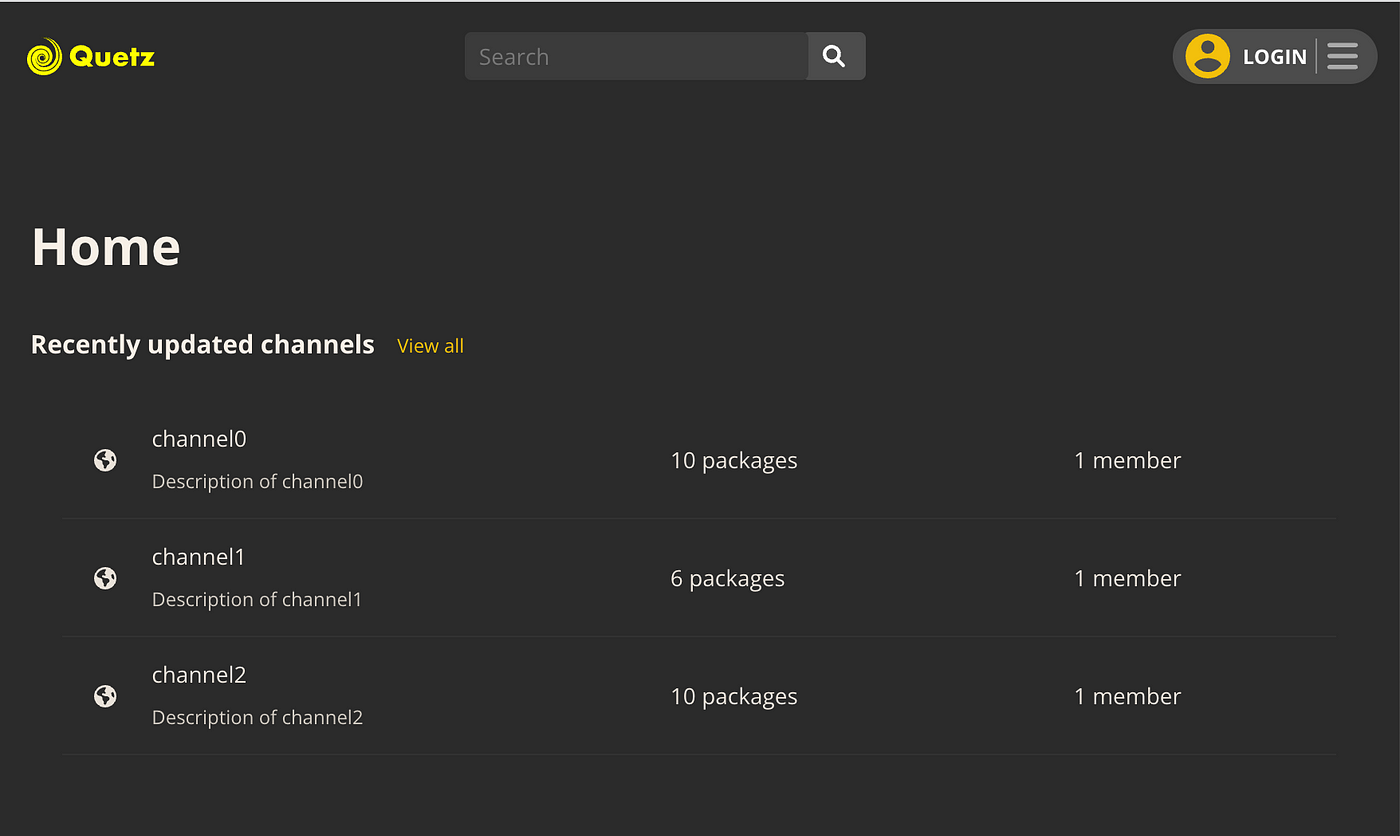 Quetz
Search
LOGIN
Home
Recently updated channels View all
channel0
Description of channel0
10 packages
1 member
channel1
Description of channel1
6 packages
1 member
channel2
Description of channel2
10 packages
1 member